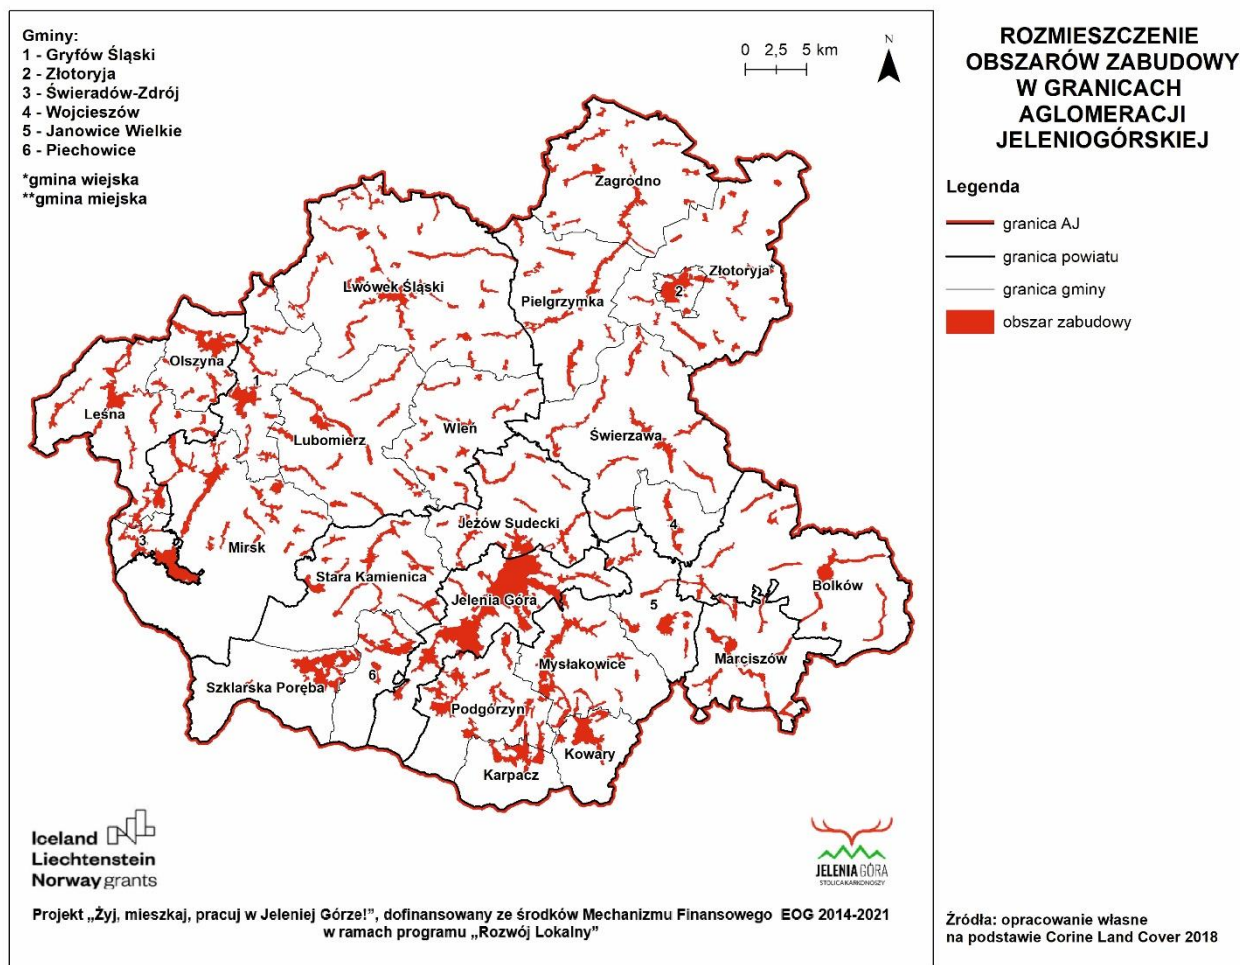 Gminy:
1 - Gryfów Śląski
2 - Złotoryja
3 - Świeradów-Zdrój
4 - Wojcieszów
5 - Janowice Wielkie
6 - Piechowice
*gmina wiejska
**gmina miejska
0 2,5 5 km
N
ROZMIESZCZENIE
OBSZARÓW ZABUDOWY
W GRANICACH
AGLOMERACJI
JELENIOGÓRSKIEJ
Legenda
granica AJ
granica powiatu
granica gminy
obszar zabudowy
Zagrodno
Złotoryja*
2
Lwówek Śląski
Pielgrzymka
Olszyna
1
Leśna
Lubomierz
Wleń
Świerzawa
4
Jeżów Sudecki
3
Mirsk
Stara Kamienica
Jelenia Góra
Bolków
5
Marciszów
Mysłakowice
6
Szklarska Poręba
Podgórzyn
Kowary
Karpacz
Iceland
Liechtenstein
Norway grants
JELENIA GÓRA
STOLICA KARKONOSZY
Projekt „Żyj, mieszkaj, pracuj w Jeleniej Górze!”, dofinansowany ze środków Mechanizmu Finansowego EOG 2014-2021
w ramach programu „Rozwój Lokalny”
Źródła: opracowanie własne
na podstawie Corine Land Cover 2018